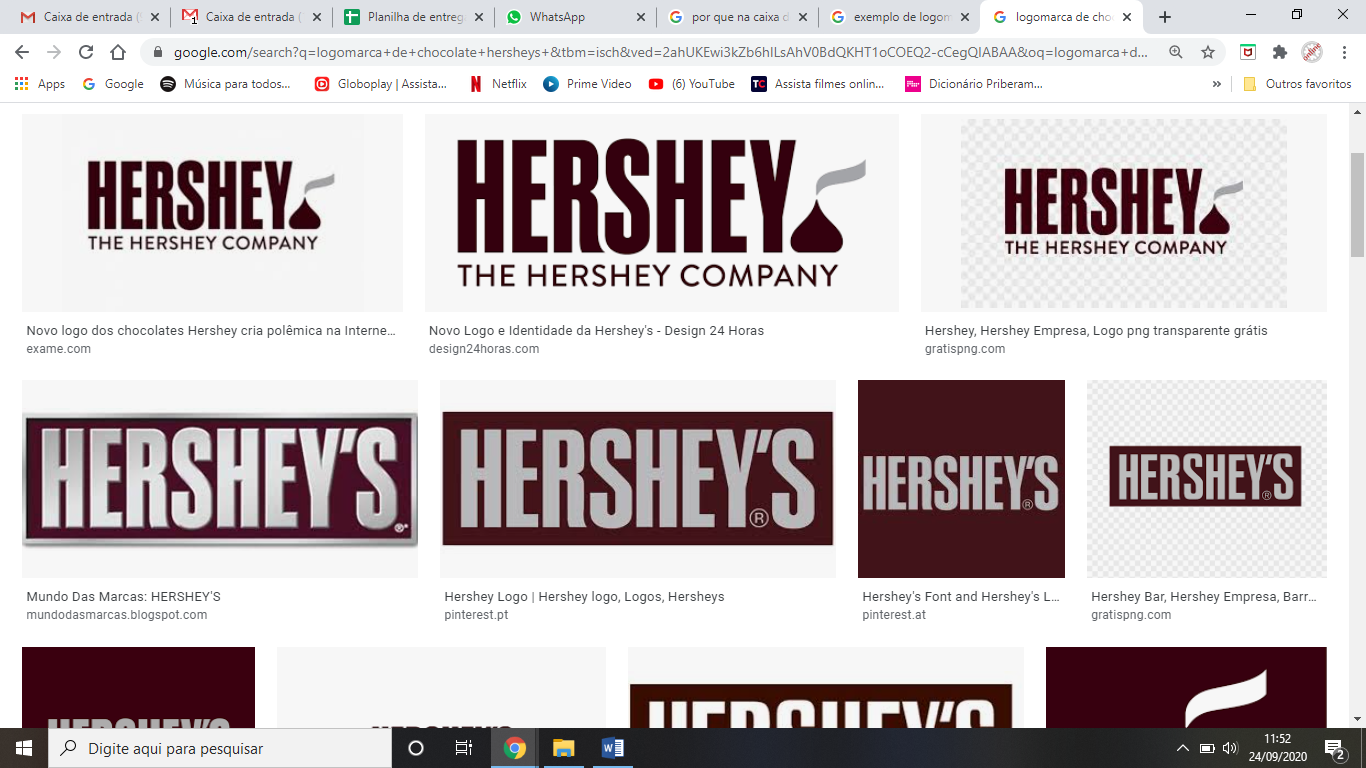 Caixa de entrada (
Caixa de entrada (
Planilha de entreg
WhatsApp
por que na caixa d
exemplo de logom
logomarca de cho
google.com/search?q=logomarca+de+chocolate+hersheys+&tbm=isch&ved=2ahUKEwi3kZb6hILsAhV0BdQKHT1oCOEQ2-cCegQIABAA&oq=logomarca+d...
Apps
Google
Música para todos...
Globoplay | Assista...
Netflix
Prime Video
(6) YouTube
Assista filmes onlin...
Dicionário Priberam...
»
Outros favoritos
HERSHEY
THE HERSHEY COMPANY
HERSHEY
THE HERSHEY COMPANY
HERSHEY
THE HERSHEY COMPANY
Novo logo dos chocolates Hershey cria polêmica na Interne...
exame.com
Novo Logo e Identidade da Hershey's - Design 24 Horas
design24horas.com
Hershey, Hershey Empresa, Logo png transparente grátis
gratispng.com
HERSHEY'S
HERSHEY'S®
HERSHEY'S®
HERSHEY'S®
Mundo Das Marcas: HERSHEY'S
mundodasmarcas.blogspot.com
Hershey Logo | Hershey logo, Logos, Hersheys
pinterest.pt
Hershey's Font and Hershey's L...
pinterest.at
Hershey Bar, Hershey Empresa, Barr...
gratispng.com
HERSHEY'S
HERSHEY'S
HERSHEY'S
Digite aqui para pesquisar
11:52
24/09/2020
2